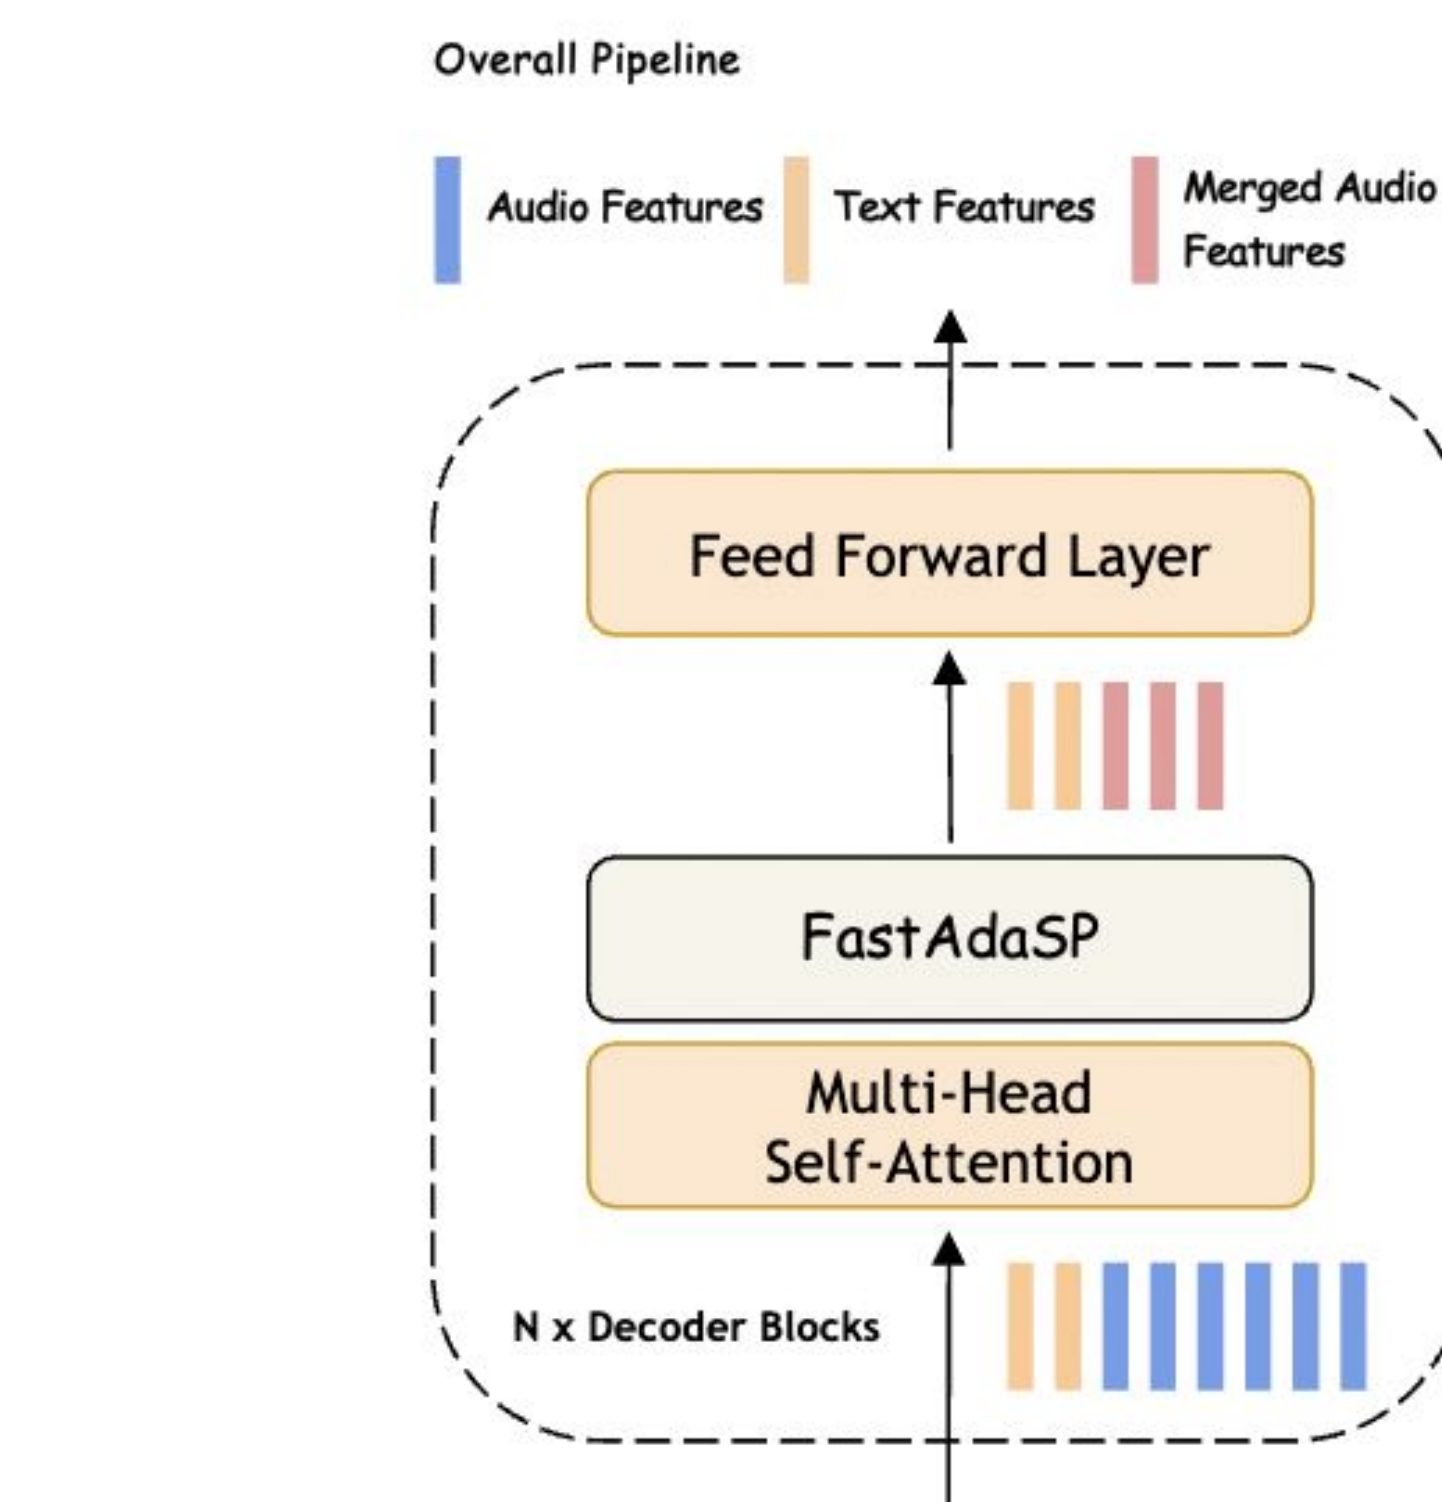 Overall Pipeline
Audio Features
Text Features
Merged Audio
Features
Feed Forward Layer
FastAdaSP
Multi-Head
Self-Attention
N x Decoder Blocks